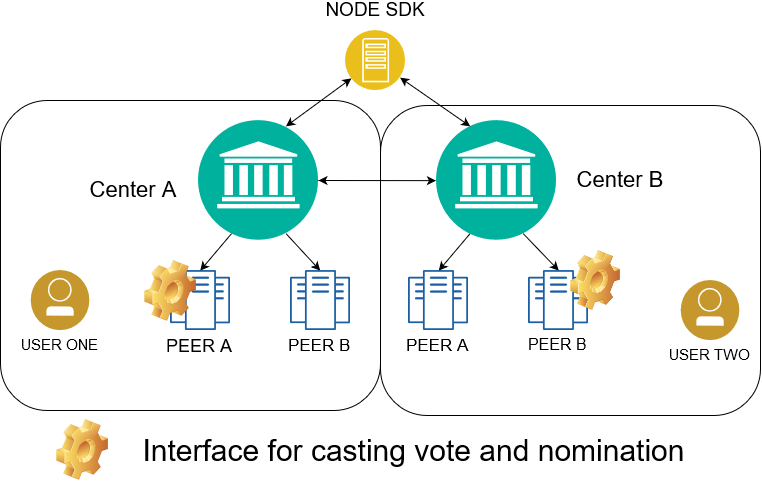 NODE SDK
Center A
Center B
USER ONE
PEER A
PEER B
PEER A
PEER B
USER TWO
Interface for casting vote and nomination